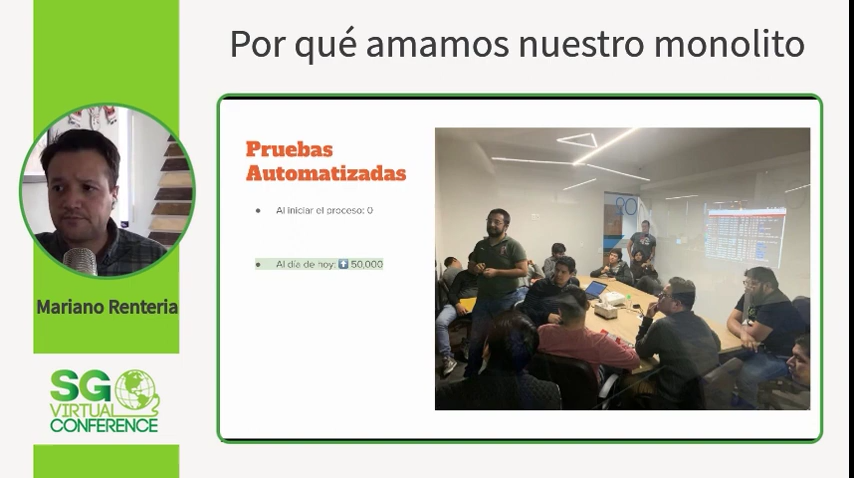 Por qué amamos nuestro monolito
Mariano Renteria
SG
VIRTUAL
CONFERENCE
Pruebas
Automatizadas
Al iniciar el proceso: 0
Al día de hoy: ⬆ 50,000